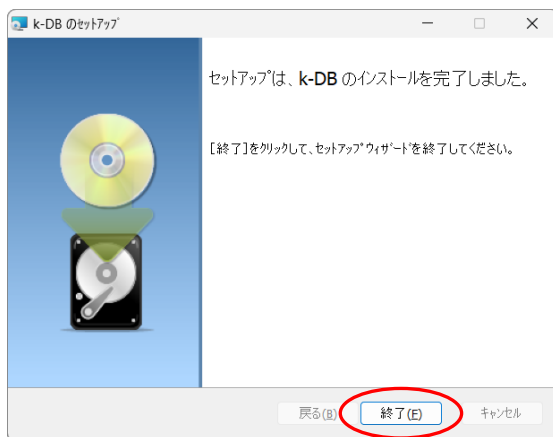 k-DB のｾｯﾄｱｯﾌﾟ
ｾｯﾄｱｯﾌﾟは、k-DB のｲﾝｽﾄｰﾙを完了しました。
[終了]をｸﾘｯｸして、ｾｯﾄｱｯﾌﾟｳｨｻﾞｰﾄﾞを終了してください。
戻る(B) 終了(F) ｷｬﾝｾﾙ